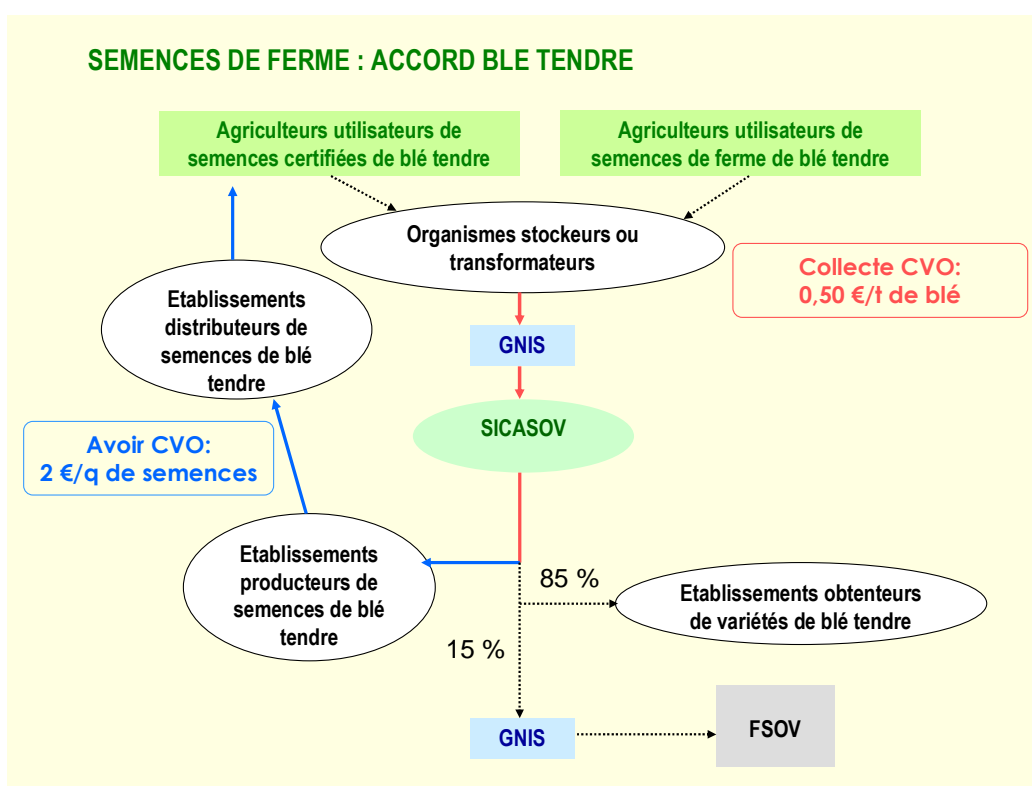 SEMENCES DE FERME : ACCORD BLE TENDRE
Agriculteurs utilisateurs de
semences certifiées de blé tendre
Agriculteurs utilisateurs de
semences de ferme de blé tendre
Organismes stockeurs ou
transformateurs
Collecte CVO:
0,50 €/t de blé
Etablissements
distributeurs de
semences de blé
tendre
GNIS
SICASOV
Avoir CVO:
2 €/q de semences
Etablissements
producteurs de
semences de blé
tendre
85 %
Etablissements obtenteurs
de variétés de blé tendre
15 %
GNIS
FSOV